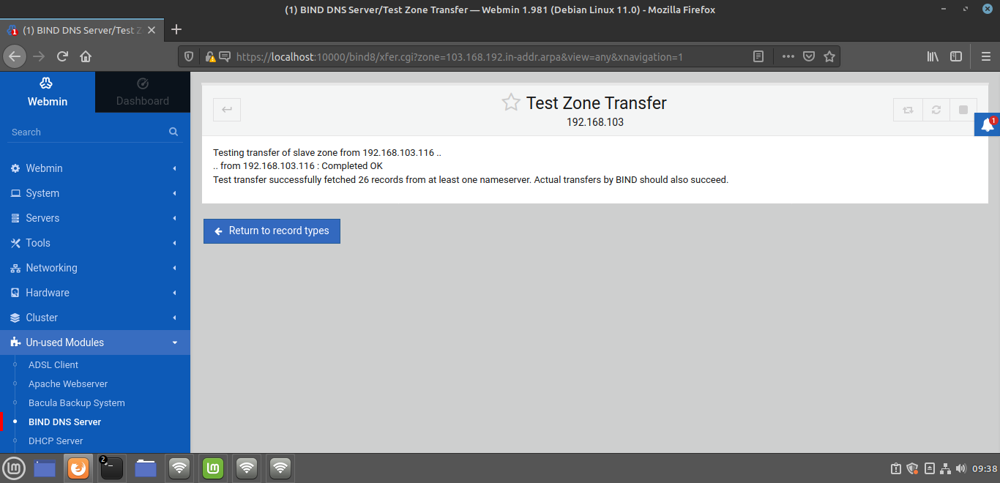 (1) BIND DNS Server/Test Zone Transfer — Webmin 1.981 (Debian Linux 11.0) - Mozilla Firefox
1
(1) BIND DNS Server/Test Z
https://localhost:10000/bind8/xfer.cgi?zone=103.168.192.in-addr.arpa&view=any&xnavigation=1
Webmin
Dashboard
Search
Webmin
System
Servers
Tools
Networking
Hardware
Cluster
Un-used Modules
ADSL Client
Apache Webserver
Bacula Backup System
BIND DNS Server
DHCP Server
Test Zone Transfer
192.168.103
1
Testing transfer of slave zone from 192.168.103.116 ..
.. from 192.168.103.116 : Completed OK
Test transfer successfully fetched 26 records from at least one nameserver. Actual transfers by BIND should also succeed.
Return to record types
2
09:38